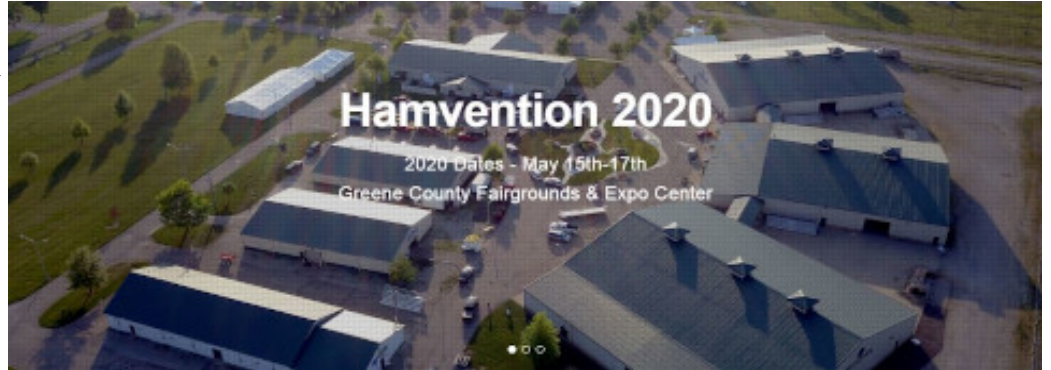 Hamvention 2020
2020 Dates - May 15th-17th
Greene County Fairgrounds & Expo Center